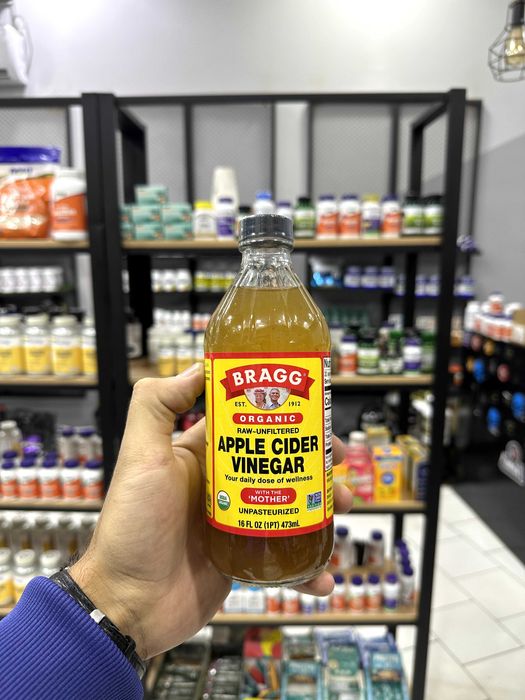 BRAGG
EST. 1912
ORGANIC
RAW-UNFILTERED
APPLE CIDER
VINEGAR
Your daily dose of wellness
WITH THE
'MOTHER'
UNPASTEURIZED
16 FL OZ (1PT) 473mL